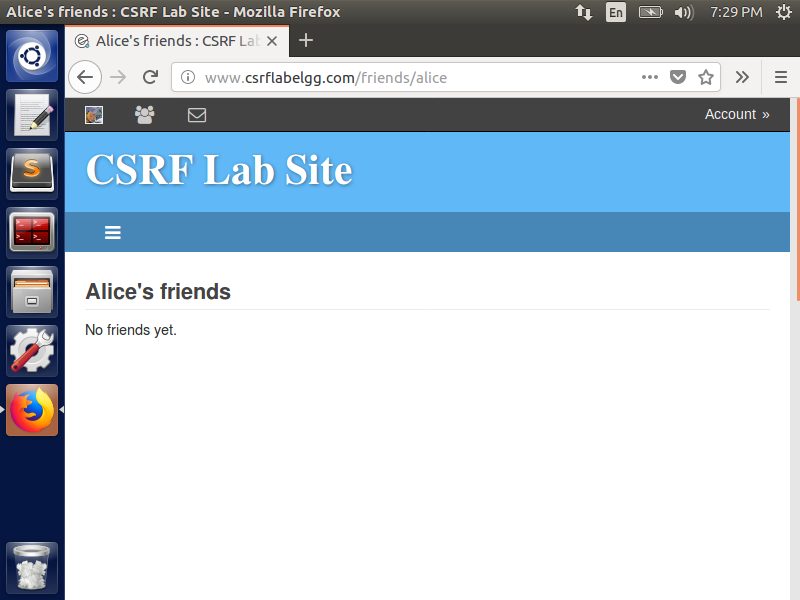 Alice's friends : CSRF Lab Site - Mozilla Firefox
En
7:29 PM
Alice's friends : CSRF Lab
www.csrflabelgg.com/friends/alice
Account »
CSRF Lab Site
Alice's friends
No friends yet.